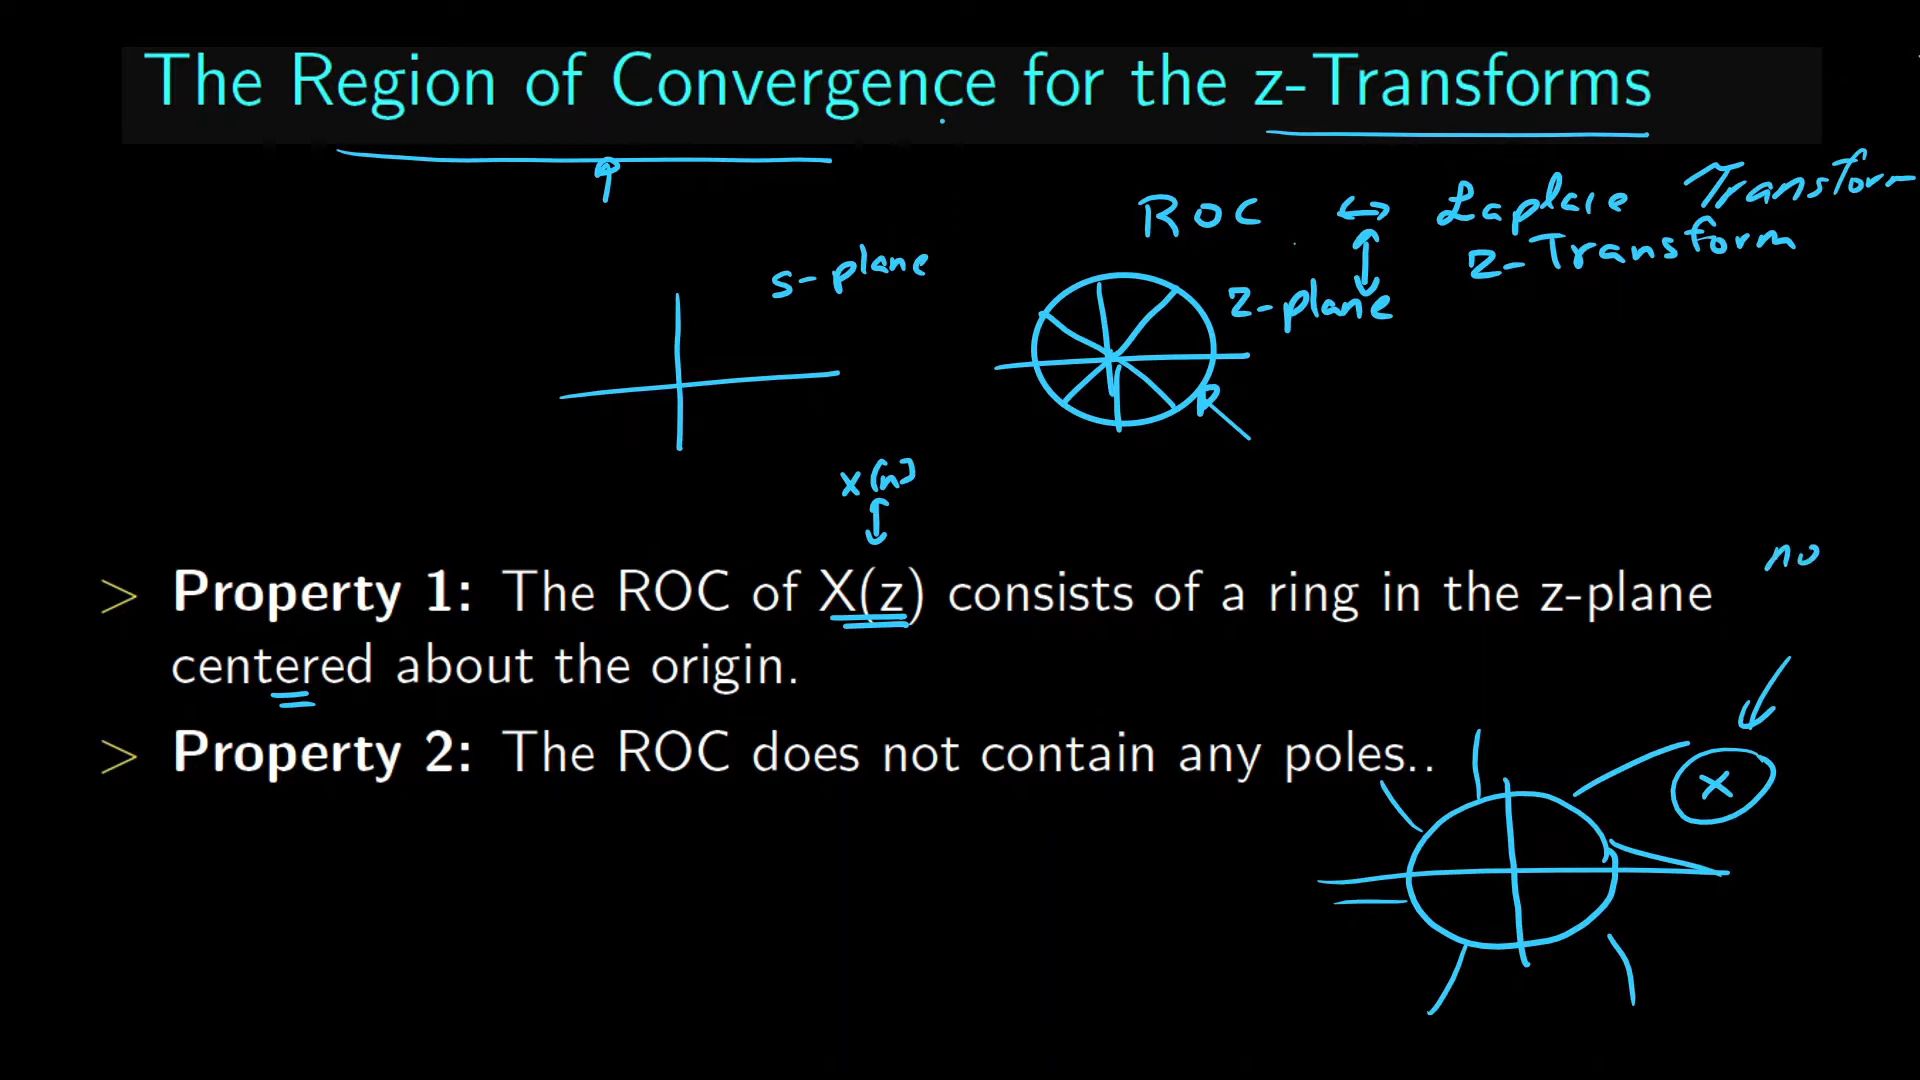 The Region of Convergence for the z-Transforms
ROC ↔ Laplace Transform
Z-Transform
s-plane
Z-plane
x[n]
no
> Property 1: The ROC of X(z) consists of a ring in the z-plane
centered about the origin.
> Property 2: The ROC does not contain any poles..
x